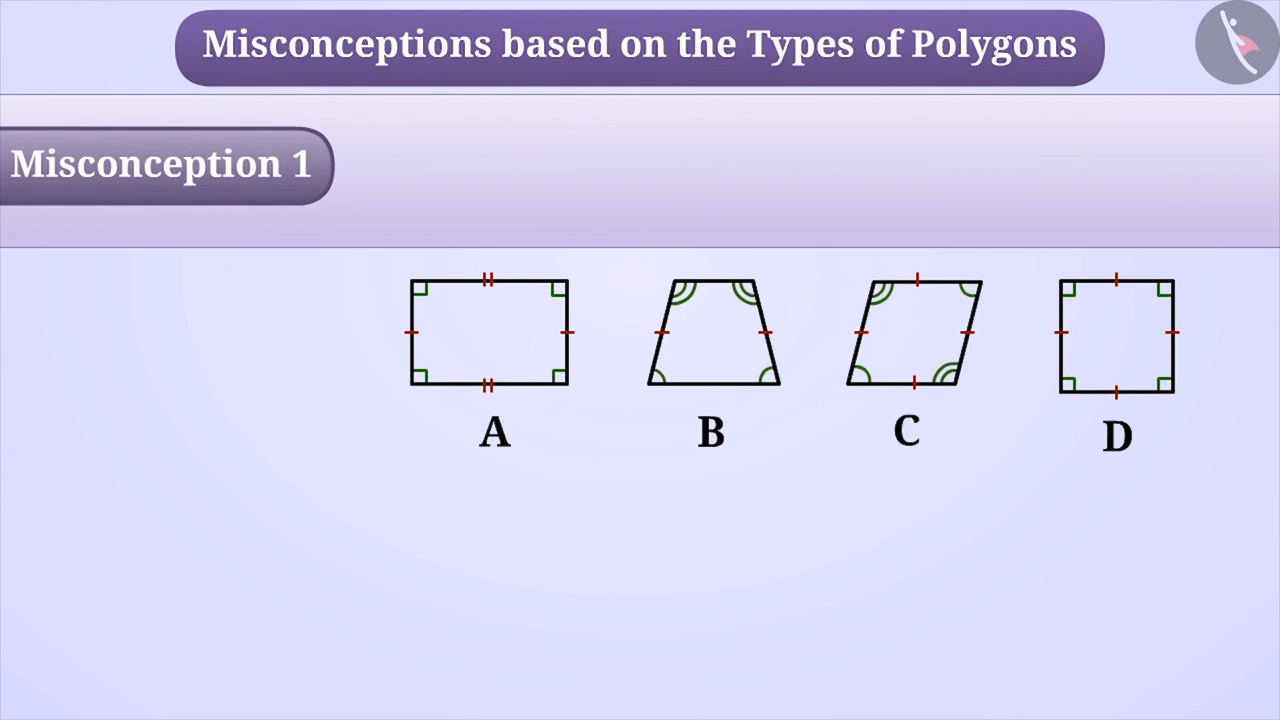 Misconceptions based on the Types of Polygons
Misconception 1
A B C D